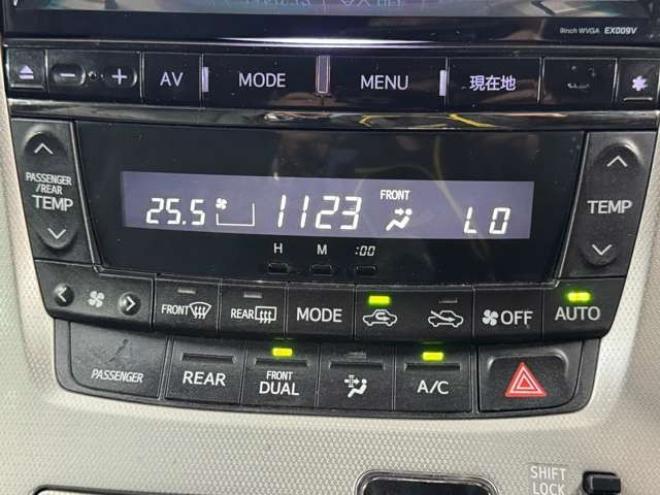 9inch WVGA EX009V
− + AV MODE MENU 現在地
PASSENGER
/REAR
TEMP
25.5 1123 FRONT LO
TEMP
H M :00
FRONT REAR MODE OFF AUTO
PASSENGER REAR FRONT
DUAL A/C
SHIFT
LOCK